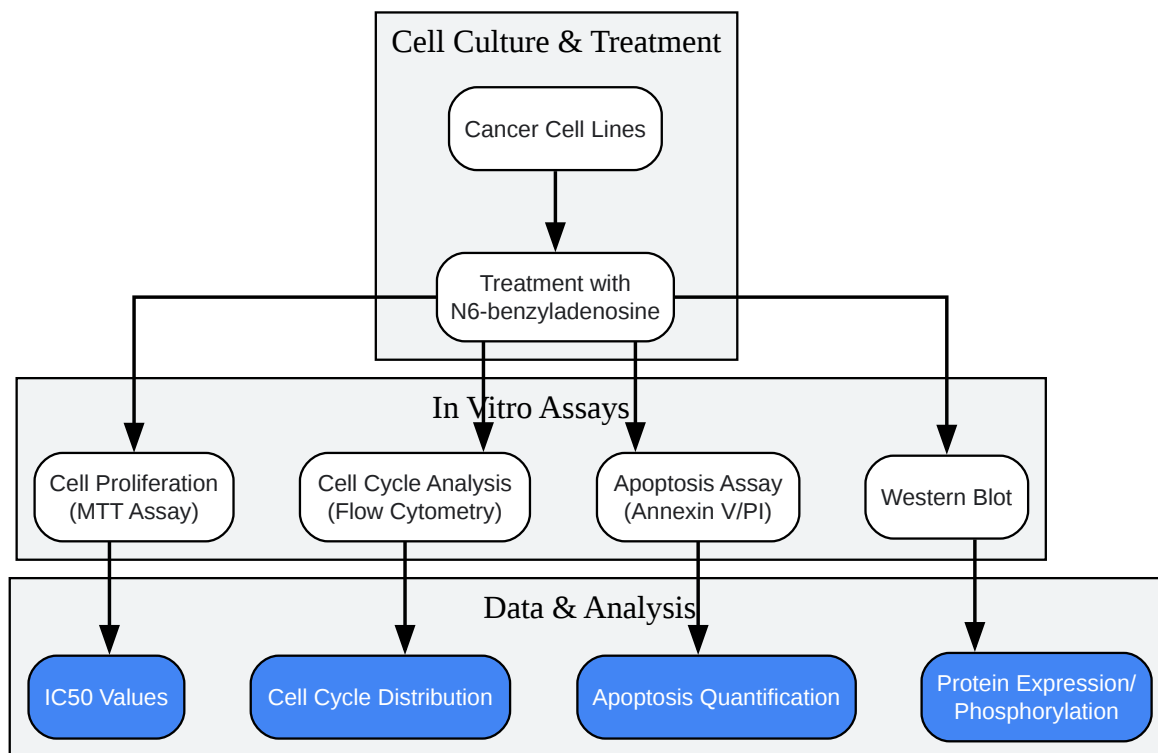 Cell Culture & Treatment
Cancer Cell Lines
Treatment with
N6-benzyladenosine
In Vitro Assays
Cell Proliferation
(MTT Assay)
Cell Cycle Analysis
(Flow Cytometry)
Apoptosis Assay
(Annexin V/PI)
Western Blot
Data & Analysis
IC50 Values
Cell Cycle Distribution
Apoptosis Quantification
Protein Expression/
Phosphorylation